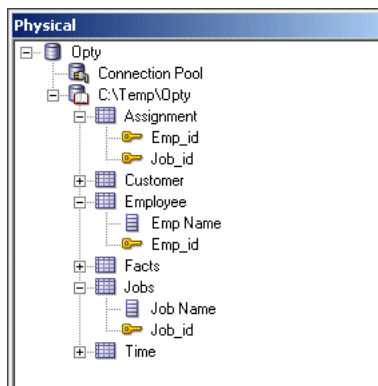 Physical
Opty
Connection Pool
C:\Temp\Opty
Assignment
Emp_id
Job_id
Customer
Employee
Emp Name
Emp_id
Facts
Jobs
Job Name
Job_id
Time